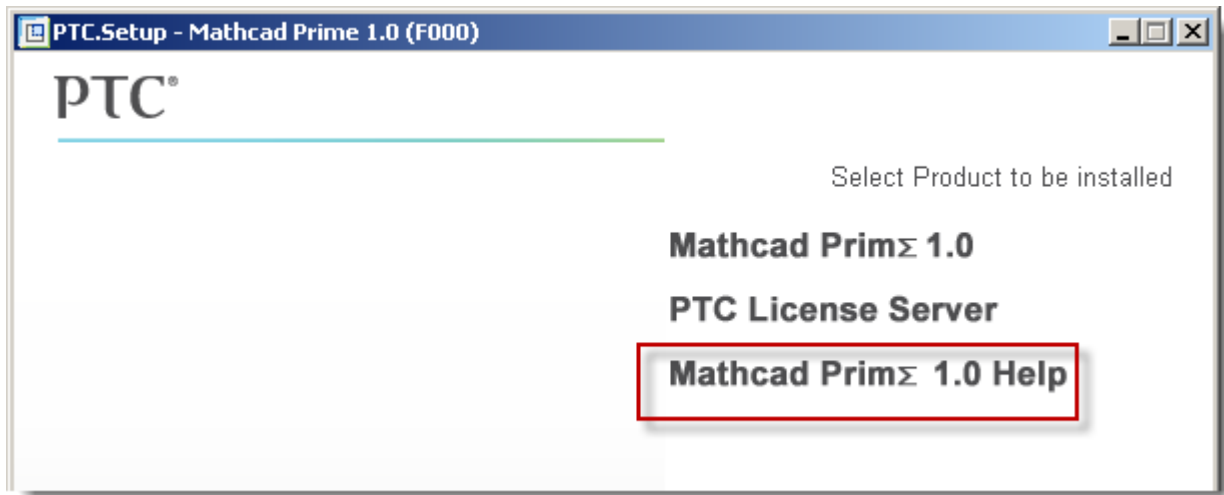 PTC.Setup - Mathcad Prime 1.0 (F000)
PTC®
Select Product to be installed
Mathcad PrimΣ 1.0
PTC License Server
Mathcad PrimΣ 1.0 Help